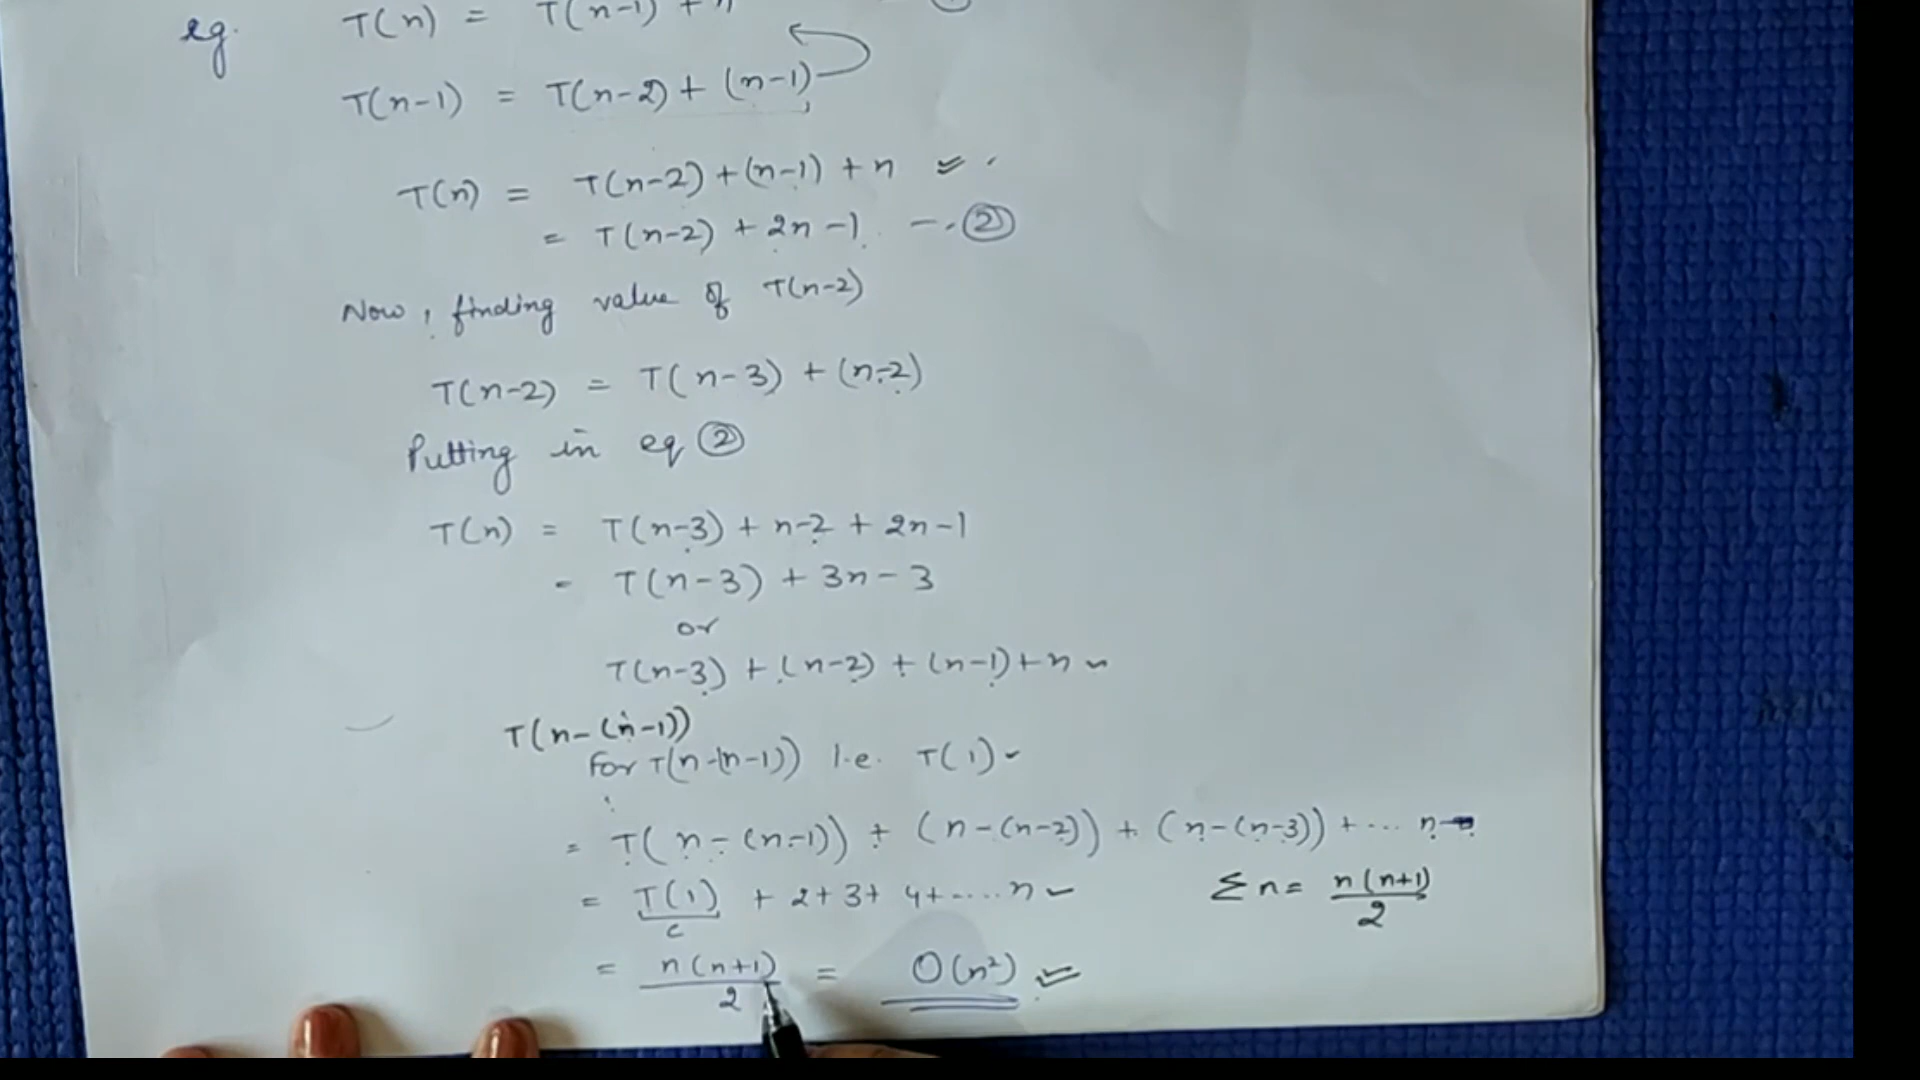 eg. T(n) = T(n-1) + n
T(n-1) = T(n-2) + (n-1)
T(n) = T(n-2) + (n-1) + n
= T(n-2) + 2n - 1 -- ②
Now, finding value of T(n-2)
T(n-2) = T(n-3) + (n-2)
Putting in eq ②
T(n) = T(n-3) + n-2 + 2n-1
= T(n-3) + 3n - 3
or
T(n-3) + (n-2) + (n-1) + n
T(n-(n-1))
For T(n-(n-1)) i.e. T(1)
= T(n-(n-1)) + (n-(n-2)) + (n-(n-3)) + ... n
= T(1) + 2+3+ 4+.....n
c
Σn = n(n+1)/2
= n(n+1)/2 = O(n²)